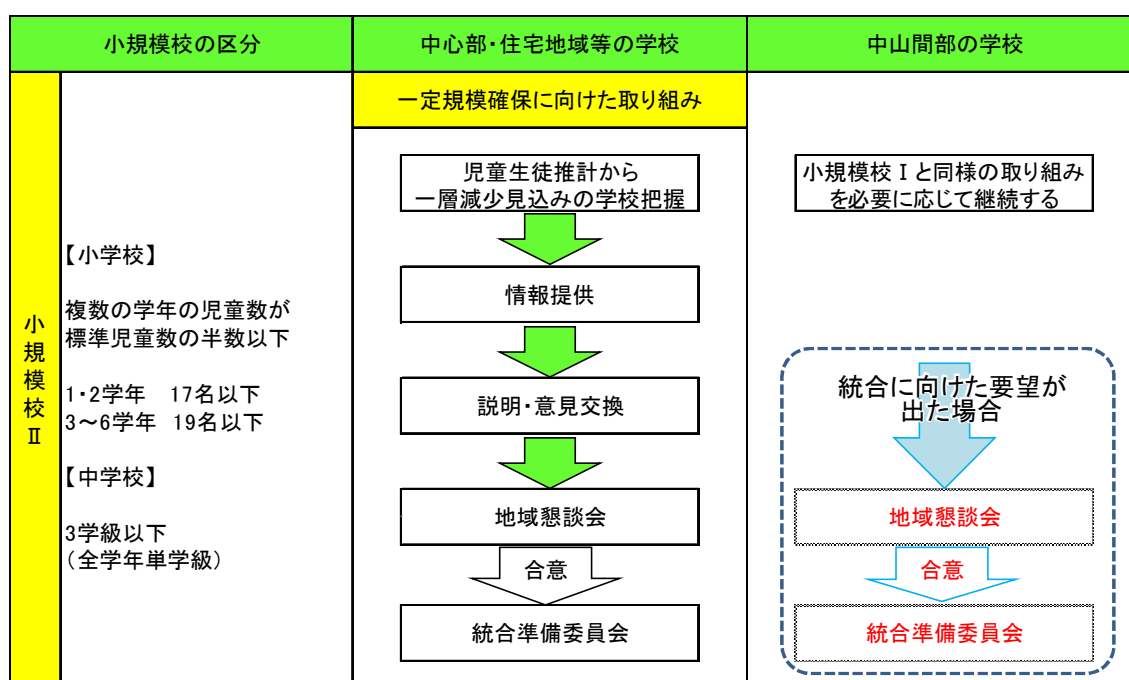 小規模校の区分
中心部・住宅地域等の学校
中山間部の学校
小規模校Ⅱ
【小学校】
複数の学年の児童数が
標準児童数の半数以下
1・2学年 17名以下
3～6学年 19名以下
【中学校】
3学級以下
(全学年単学級)
一定規模確保に向けた取り組み
児童生徒推計から
一層減少見込みの学校把握
情報提供
説明・意見交換
地域懇談会
合意
統合準備委員会
小規模校Ⅰと同様の取り組み
を必要に応じて継続する
統合に向けた要望が
出た場合
地域懇談会
合意
統合準備委員会